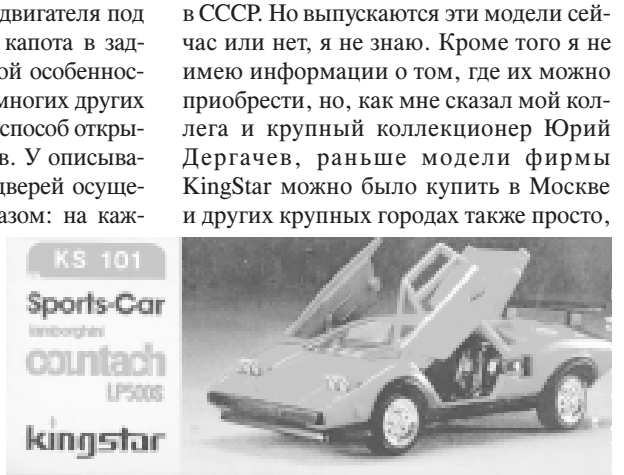 двигателя под
капота в зад-
ой особеннос-
многих других
способ откры-
в. У описыва-
дверей осуще-
азом: на каж-
в СССР. Но выпускаются эти модели сей-
час или нет, я не знаю. Кроме того я не
имею информации о том, где их можно
приобрести, но, как мне сказал мой кол-
лега и крупный коллекционер Юрий
Дергачев, раньше модели фирмы
KingStar можно было купить в Москве
и других крупных городах также просто,
KS 101
Sports-Car
lamborghini
countach
LP500S
kingstar